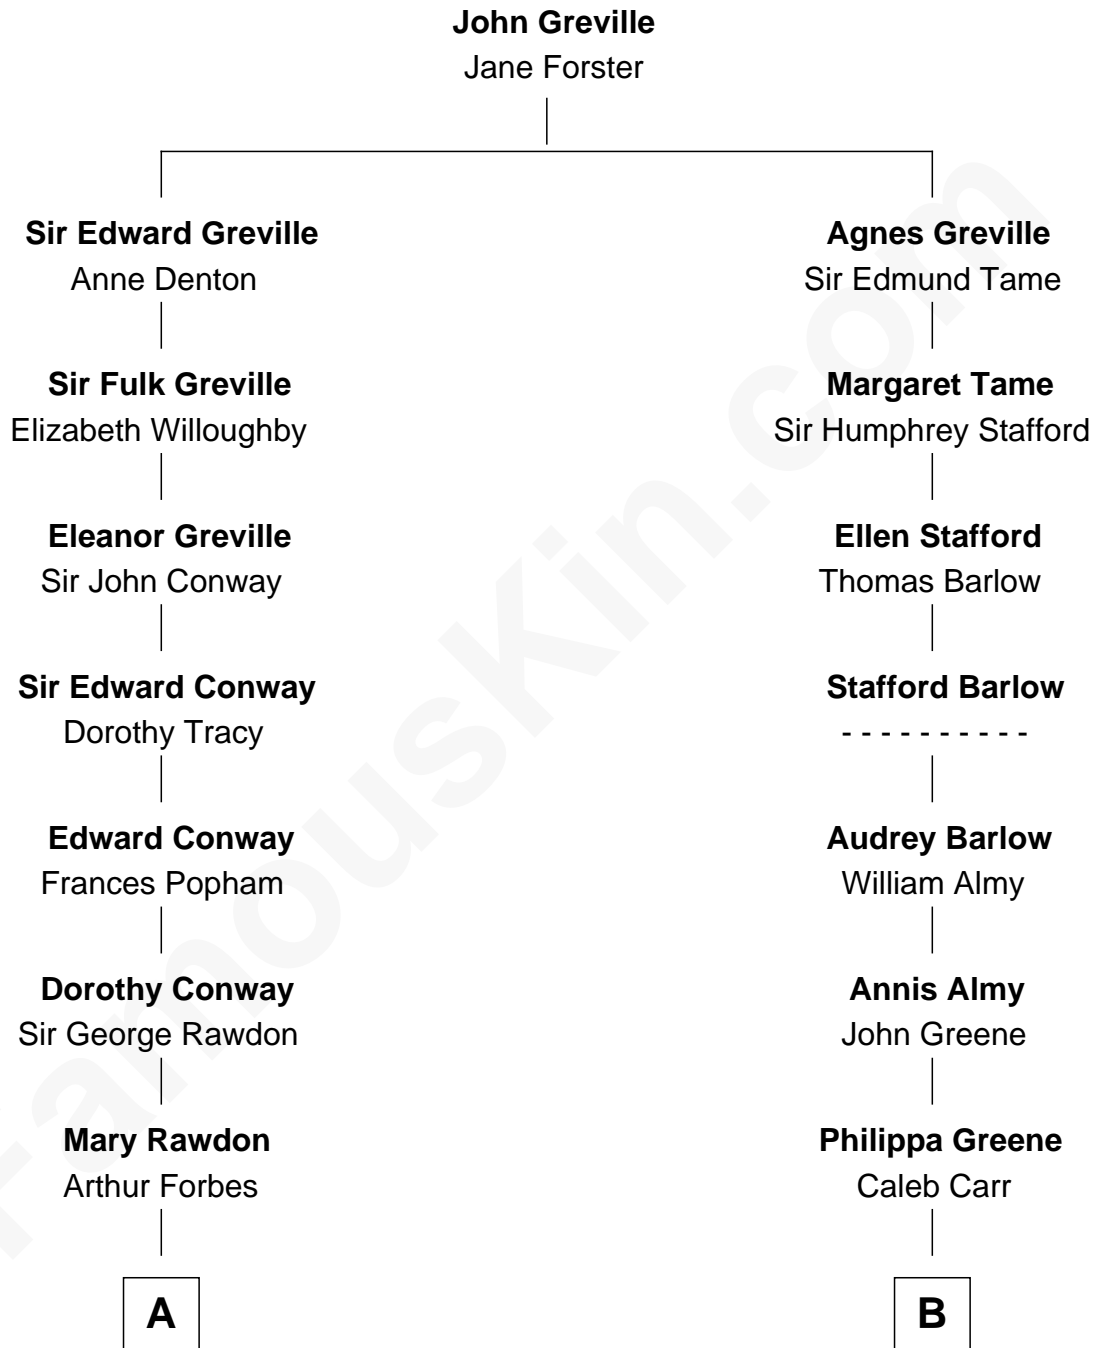 John Greville
Jane Forster
Sir Edward Greville
Anne Denton
Sir Fulk Greville
Elizabeth Willoughby
Eleanor Greville
Sir John Conway
Sir Edward Conway
Dorothy Tracy
Edward Conway
Frances Popham
Dorothy Conway
Sir George Rawdon
Mary Rawdon
Arthur Forbes
A
Agnes Greville
Sir Edmund Tame
Margaret Tame
Sir Humphrey Stafford
Ellen Stafford
Thomas Barlow
Stafford Barlow
- - - - - - - - - -
Audrey Barlow
William Almy
Annis Almy
John Greene
Philippa Greene
Caleb Carr
B
FamousKin.com